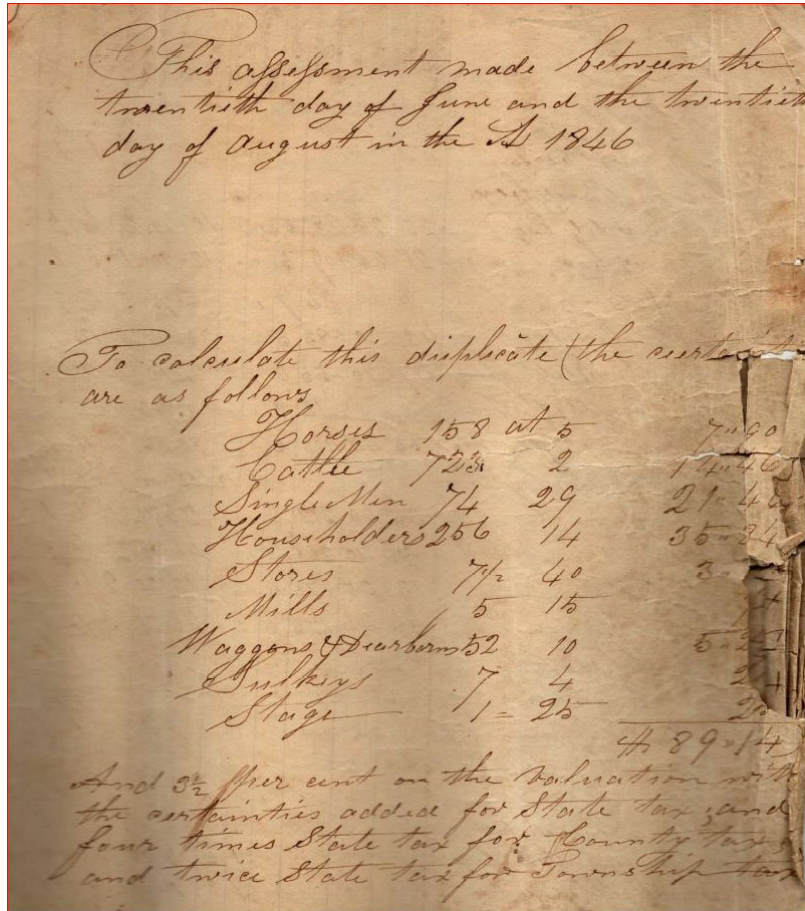 This assessment made between the
twentieth day of June and the twentieth
day of august in the A 1846
To calculate this duplicate (the
are as follows
Horses 158 at 5 7"90
Cattle 723 2 14"46
Single Men 74 29 21"46
Householders 256 14 35"84
Stores 7½ 40 3"
Mills 5 15
Waggons & Dearborns 52 10 5"
Sulkeys 7 4
Stage 1 = 25
$ 89"14
And 3½ per cent on the valuation with
the certainties added for State tax, and
four times State tax for County tax,
and twice State tax for Township tax